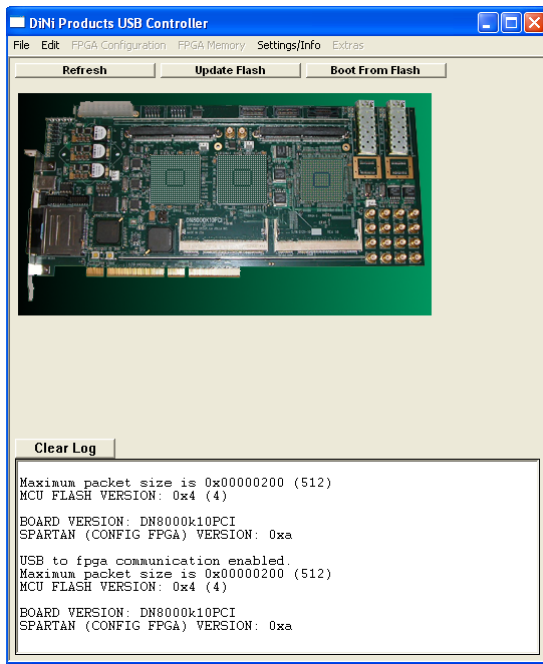 DiNi Products USB Controller
File Edit FPGA Configuration FPGA Memory Settings/Info Extras
Refresh Update Flash Boot From Flash
DN8000K10PCI
Clear Log
Maximum packet size is 0x00000200 (512)
MCU FLASH VERSION: 0x4 (4)
BOARD VERSION: DN8000k10PCI
SPARTAN (CONFIG FPGA) VERSION: 0xa
USB to fpga communication enabled.
Maximum packet size is 0x00000200 (512)
MCU FLASH VERSION: 0x4 (4)
BOARD VERSION: DN8000k10PCI
SPARTAN (CONFIG FPGA) VERSION: 0xa